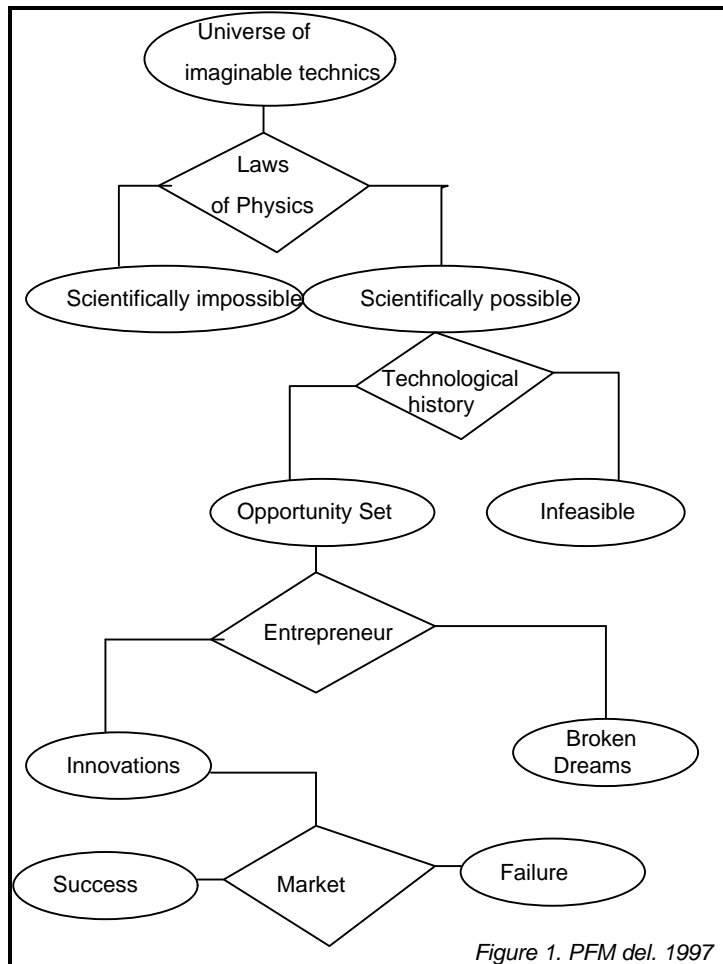 Universe of
imaginable technics
Laws
of Physics
Scientifically impossible
Scientifically possible
Technological
history
Opportunity Set
Infeasible
Entrepreneur
Innovations
Broken
Dreams
Success
Market
Failure
Figure 1. PFM del. 1997